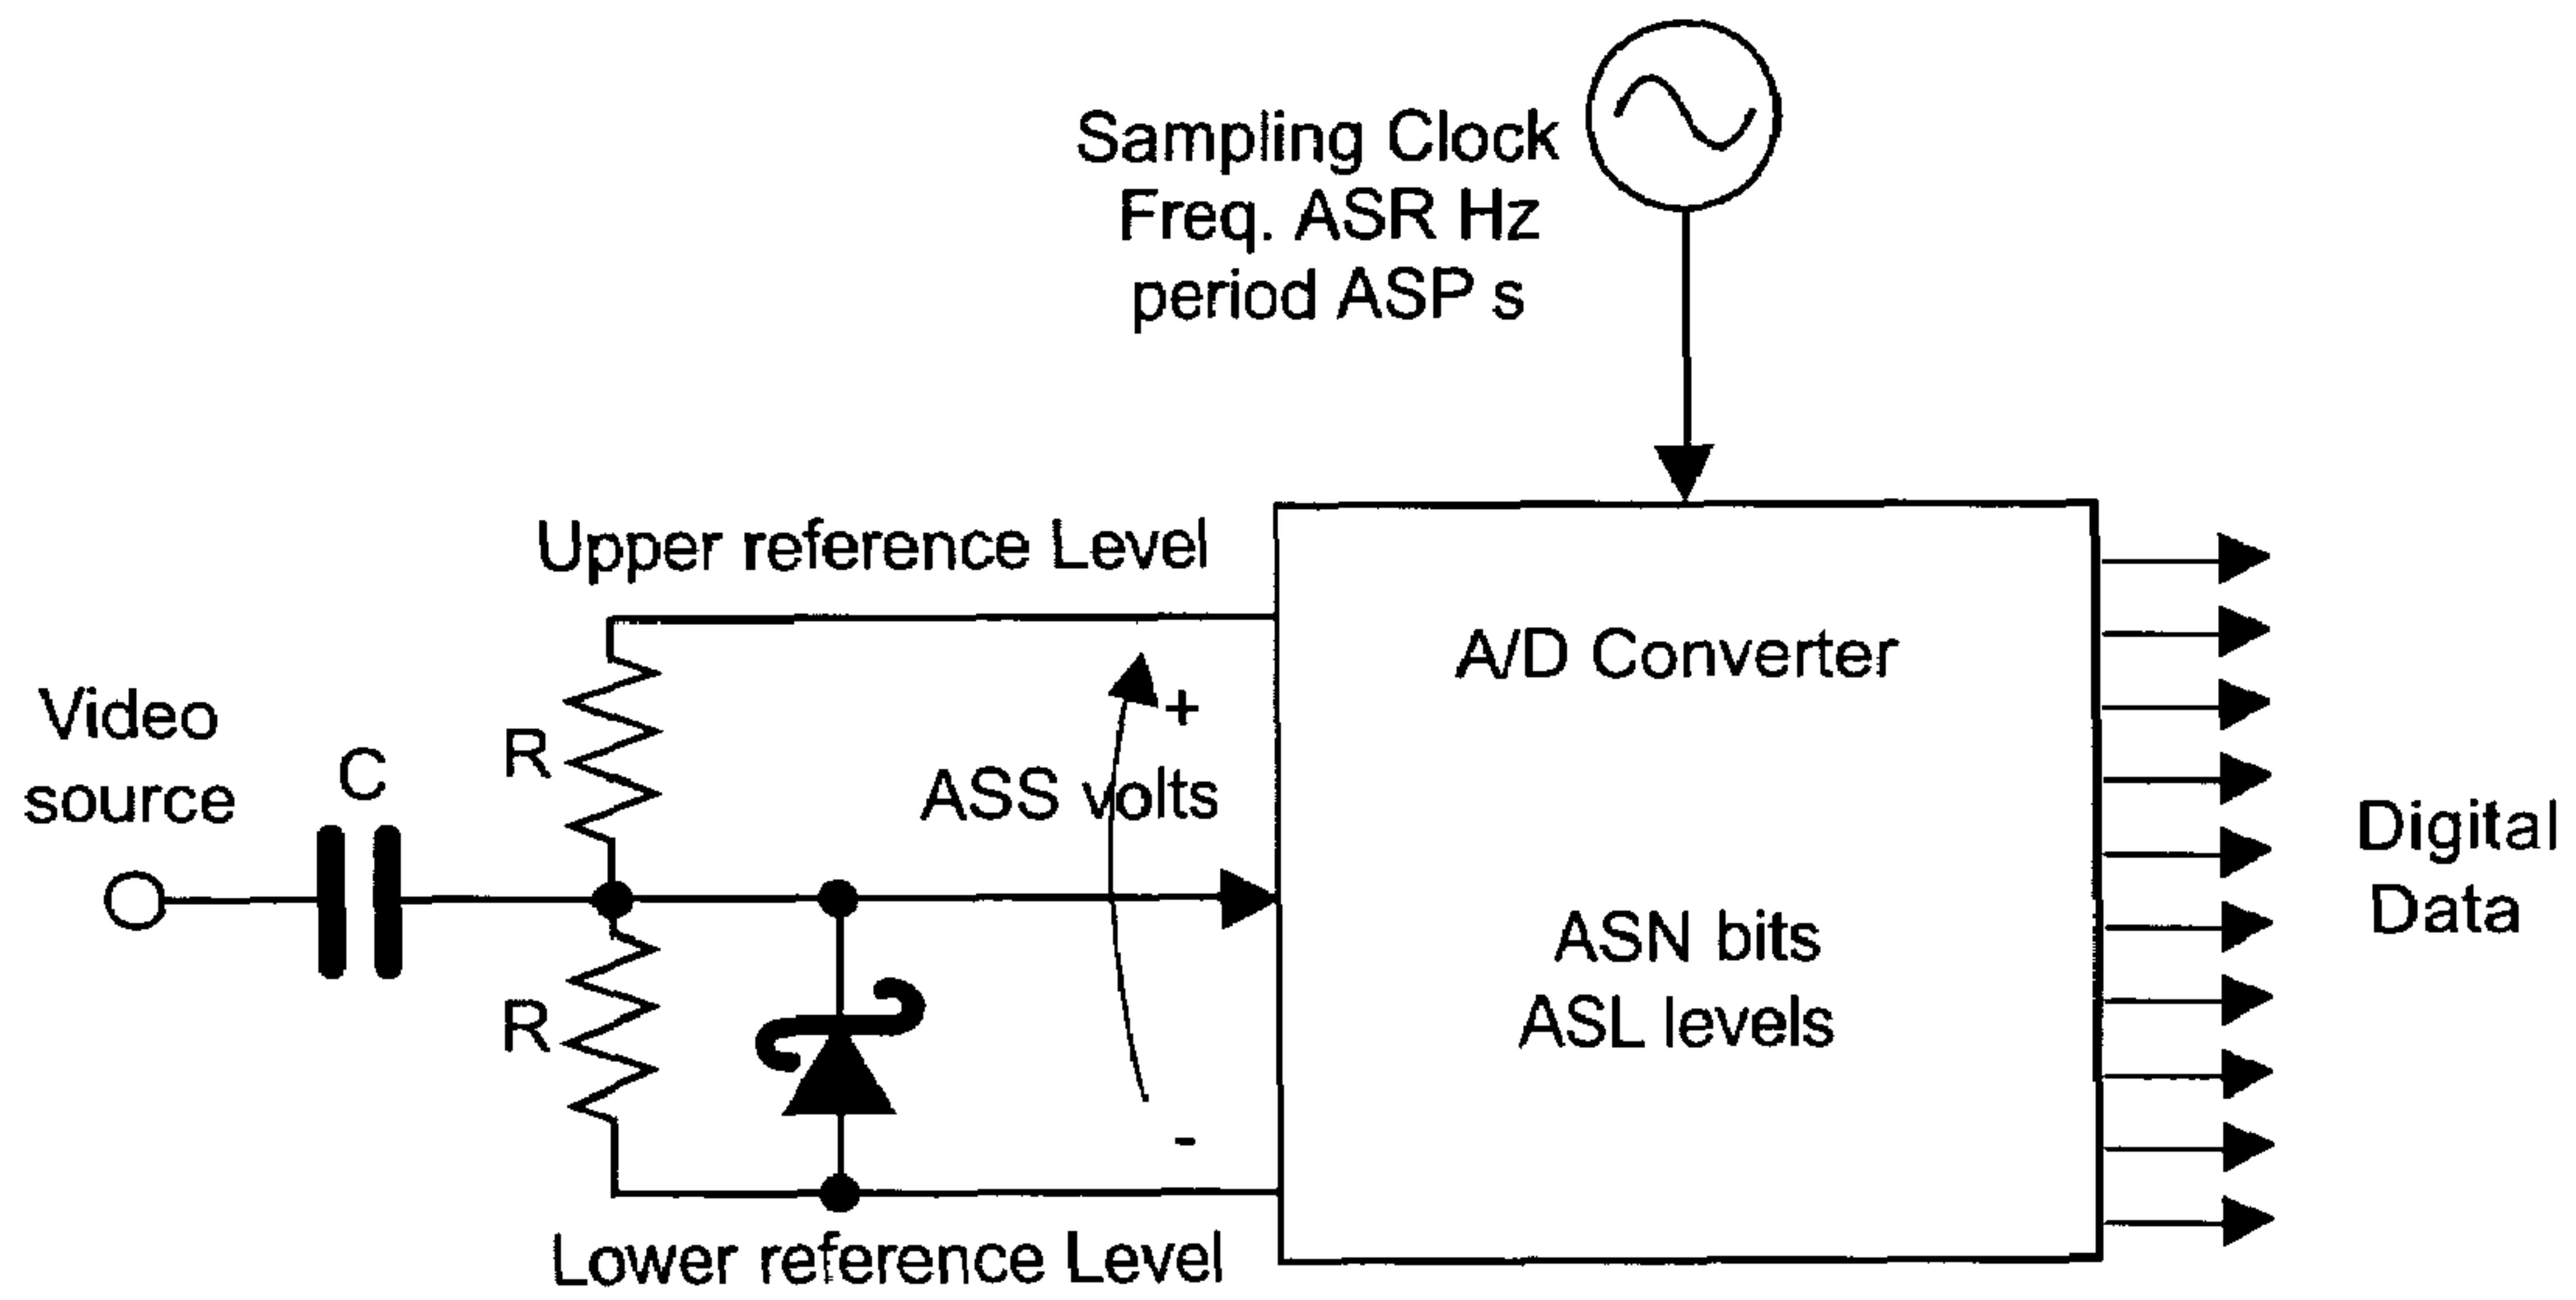 Sampling Clock
Freq. ASR Hz
period ASP s
Upper reference Level
A/D Converter
Video
source
C
R
+
ASS volts
Digital
Data
ASN bits
ASL levels
R
-
Lower reference Level